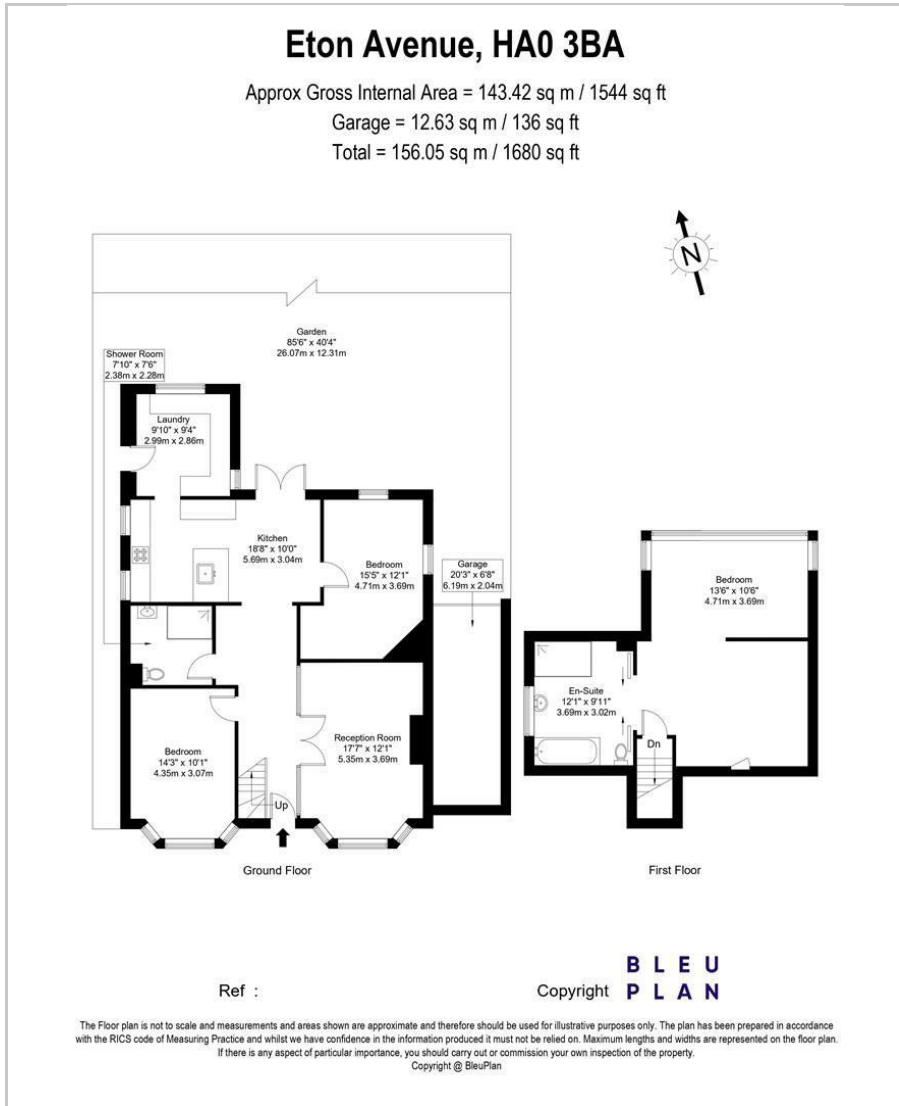 Eton Avenue, HA0 3BA
Approx Gross Internal Area = 143.42 sq m / 1544 sq ft
Garage = 12.63 sq m / 136 sq ft
Total = 156.05 sq m / 1680 sq ft
N
Garden
85'6" x 40'4"
26.07m x 12.31m
Shower Room
7'10" x 7'6"
2.38m x 2.28m
Laundry
9'10" x 9'4"
2.99m x 2.86m
Kitchen
18'8" x 10'0"
5.69m x 3.04m
Bedroom
15'5" x 12'1"
4.71m x 3.69m
Garage
20'3" x 6'8"
6.19m x 2.04m
Bedroom
14'3" x 10'1"
4.35m x 3.07m
Reception Room
17'7" x 12'1"
5.35m x 3.69m
Up
Ground Floor
Bedroom
13'6" x 10'6"
4.71m x 3.69m
En-Suite
12'1" x 9'11"
3.69m x 3.02m
Dn
First Floor
Ref :
Copyright
BLEU
PLAN
The Floor plan is not to scale and measurements and areas shown are approximate and therefore should be used for illustrative purposes only. The plan has been prepared in accordance
with the RICS code of Measuring Practice and whilst we have confidence in the information produced it must not be relied on. Maximum lengths and widths are represented on the floor plan.
If there is any aspect of particular importance, you should carry out or commission your own inspection of the property.
Copyright @ BleuPlan